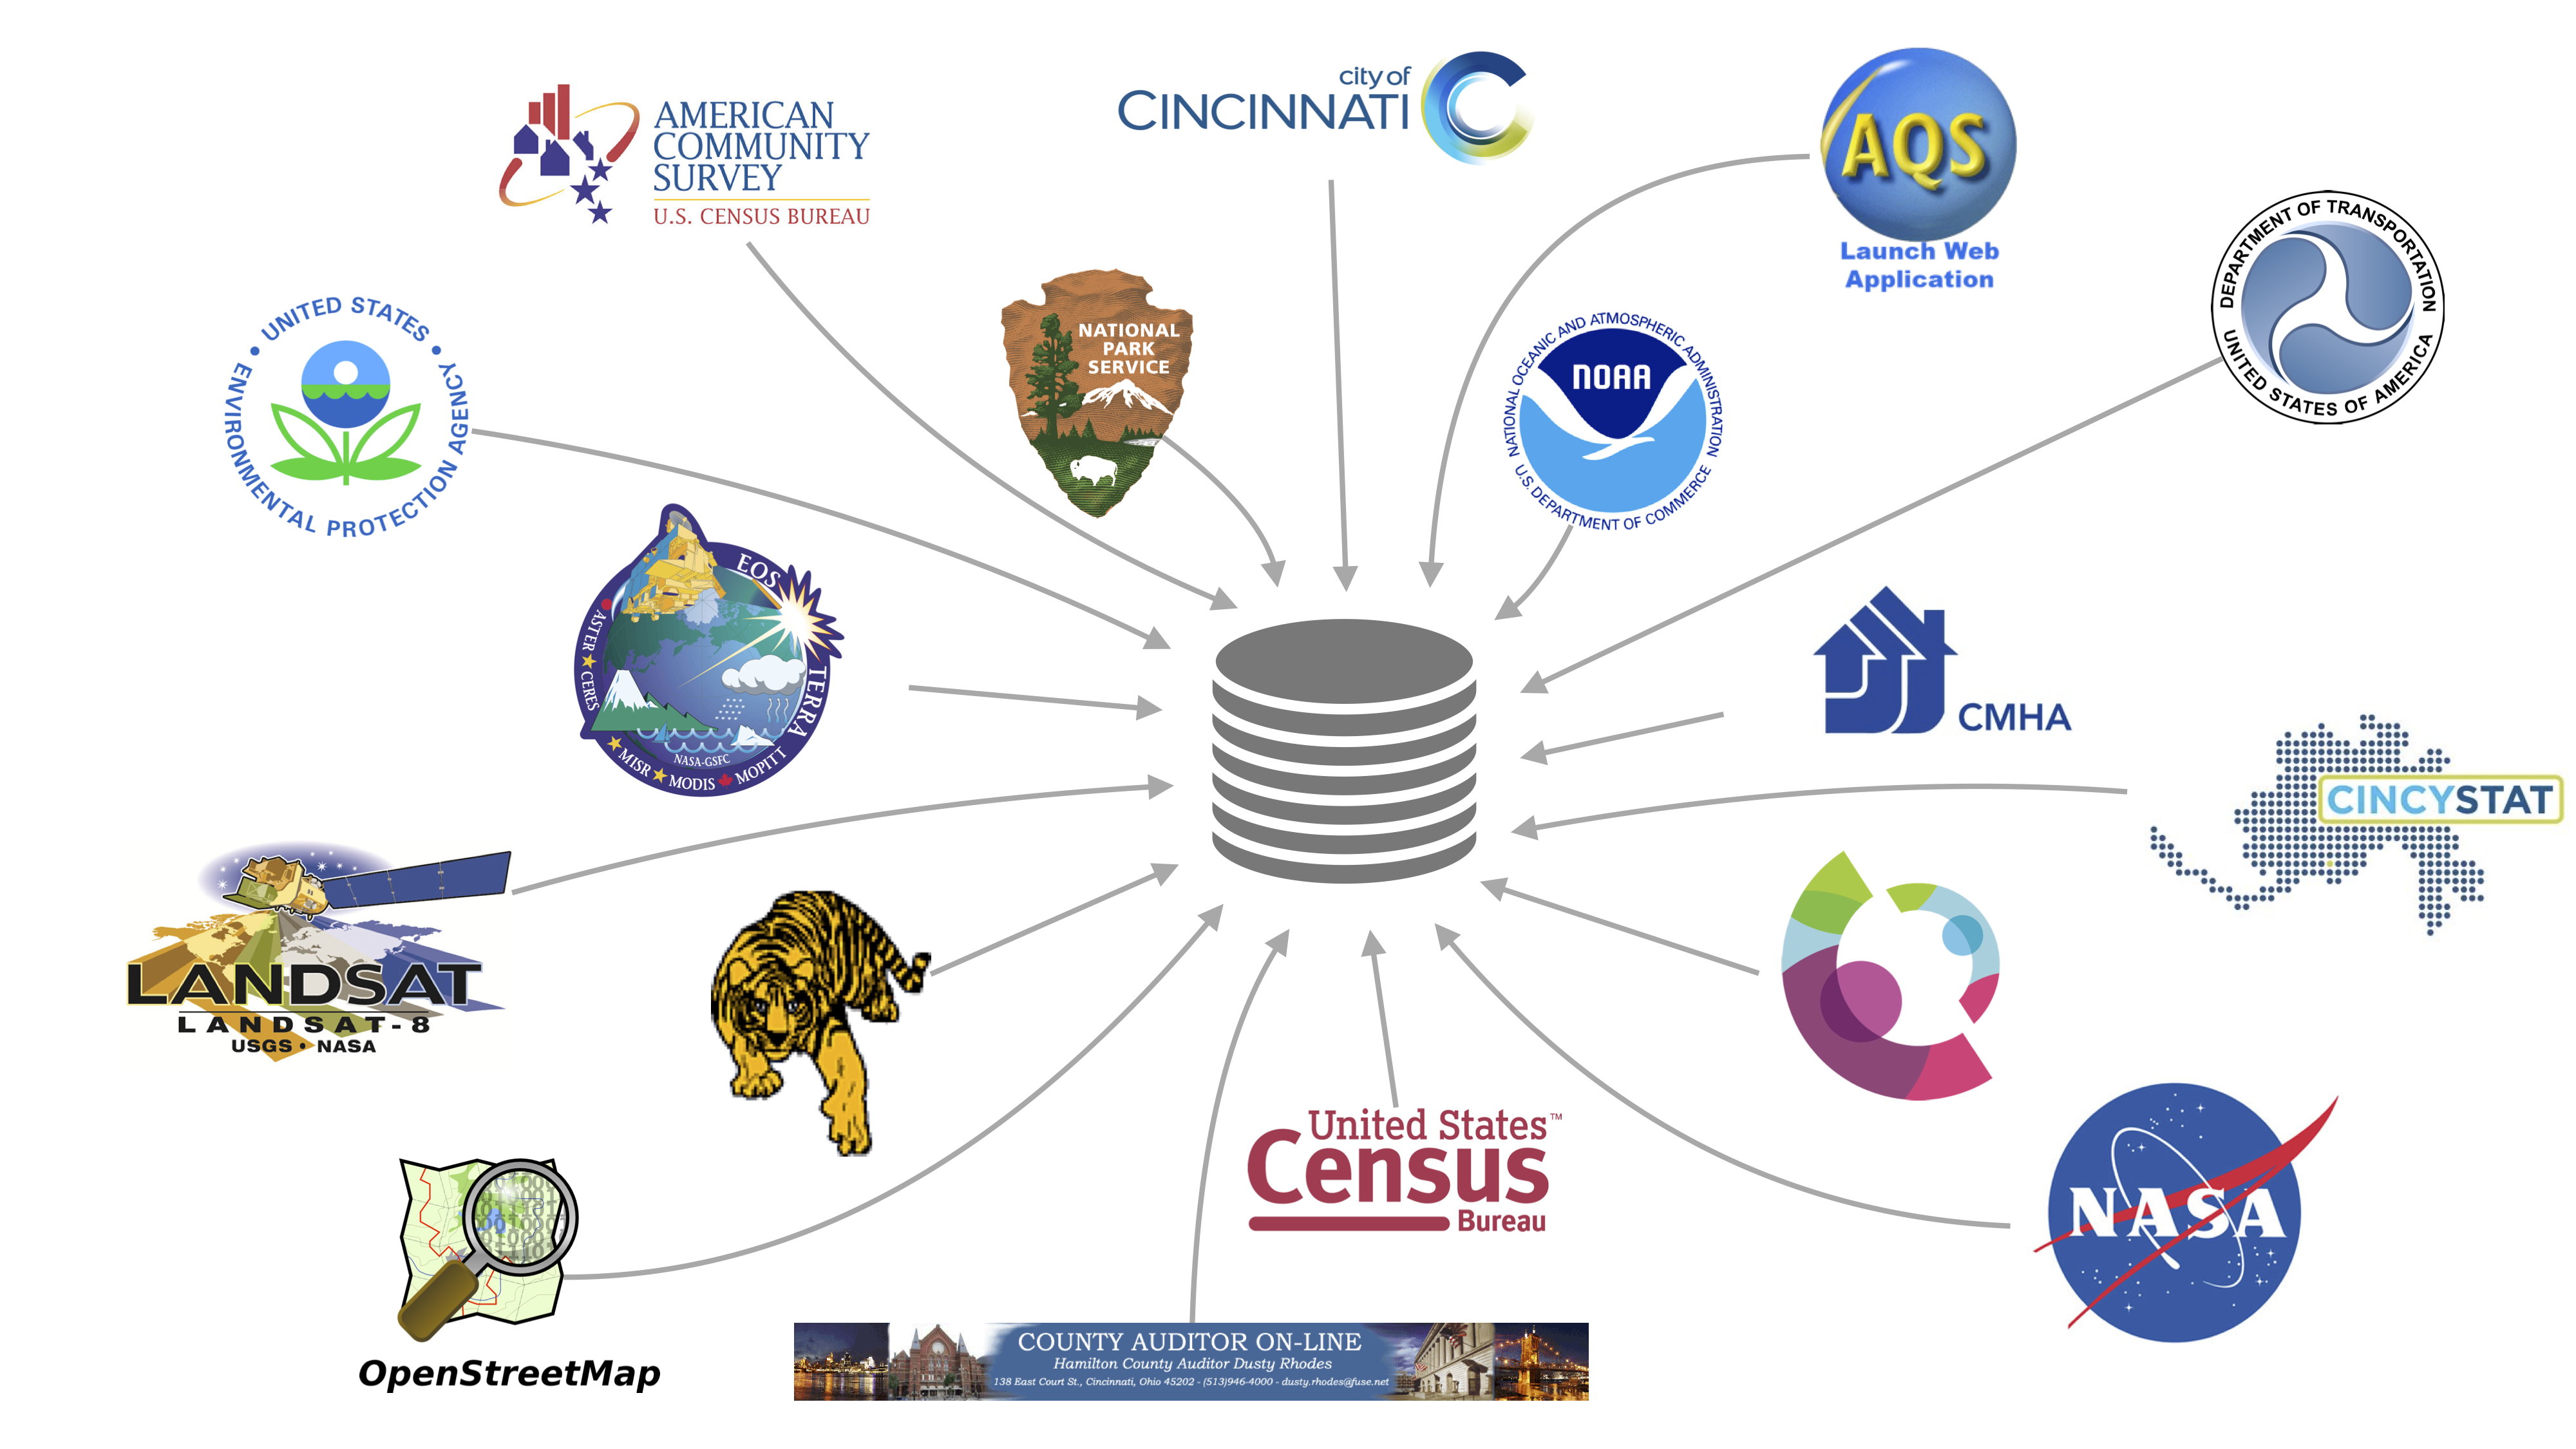 city of
CINCINNATI
AMERICAN
COMMUNITY
SURVEY
U.S. CENSUS BUREAU
AQS
Launch Web
Application
DEPARTMENT OF TRANSPORTATION
UNITED STATES OF AMERICA
NATIONAL
PARK
SERVICE
UNITED STATES • ENVIRONMENTAL PROTECTION AGENCY •
NATIONAL OCEANIC AND ATMOSPHERIC ADMINISTRATION
NOAA
U.S. DEPARTMENT OF COMMERCE
EOS
TERRA
ASTER ★ CERES
MISR ★ MODIS MOPITT
NASA-GSFC
CMHA
CINCYSTAT
LANDSAT
LANDSAT-8
USGS • NASA
United States™
Census
Bureau
NASA
OpenStreetMap
COUNTY AUDITOR ON-LINE
Hamilton County Auditor Dusty Rhodes
138 East Court St., Cincinnati, Ohio 45202 - (513)946-4000 - dusty.rhodes@fuse.net